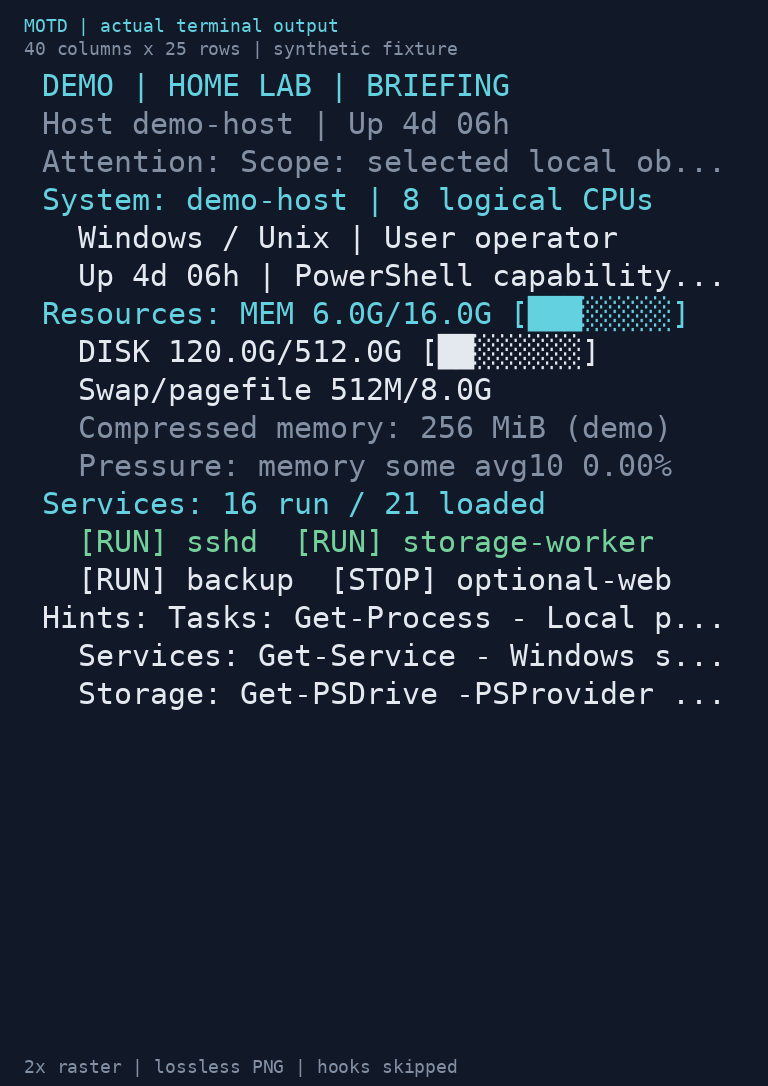 MOTD | actual terminal output
40 columns x 25 rows | synthetic fixture
DEMO | HOME LAB | BRIEFING
Host demo-host | Up 4d 06h
Attention: Scope: selected local ob...
System: demo-host | 8 logical CPUs
Windows / Unix | User operator
Up 4d 06h | PowerShell capability...
Resources: MEM 6.0G/16.0G [███░░░░░]
DISK 120.0G/512.0G [██░░░░░░]
Swap/pagefile 512M/8.0G
Compressed memory: 256 MiB (demo)
Pressure: memory some avg10 0.00%
Services: 16 run / 21 loaded
[RUN] sshd  [RUN] storage-worker
[RUN] backup  [STOP] optional-web
Hints: Tasks: Get-Process - Local p...
Services: Get-Service - Windows s...
Storage: Get-PSDrive -PSProvider ...
2x raster | lossless PNG | hooks skipped